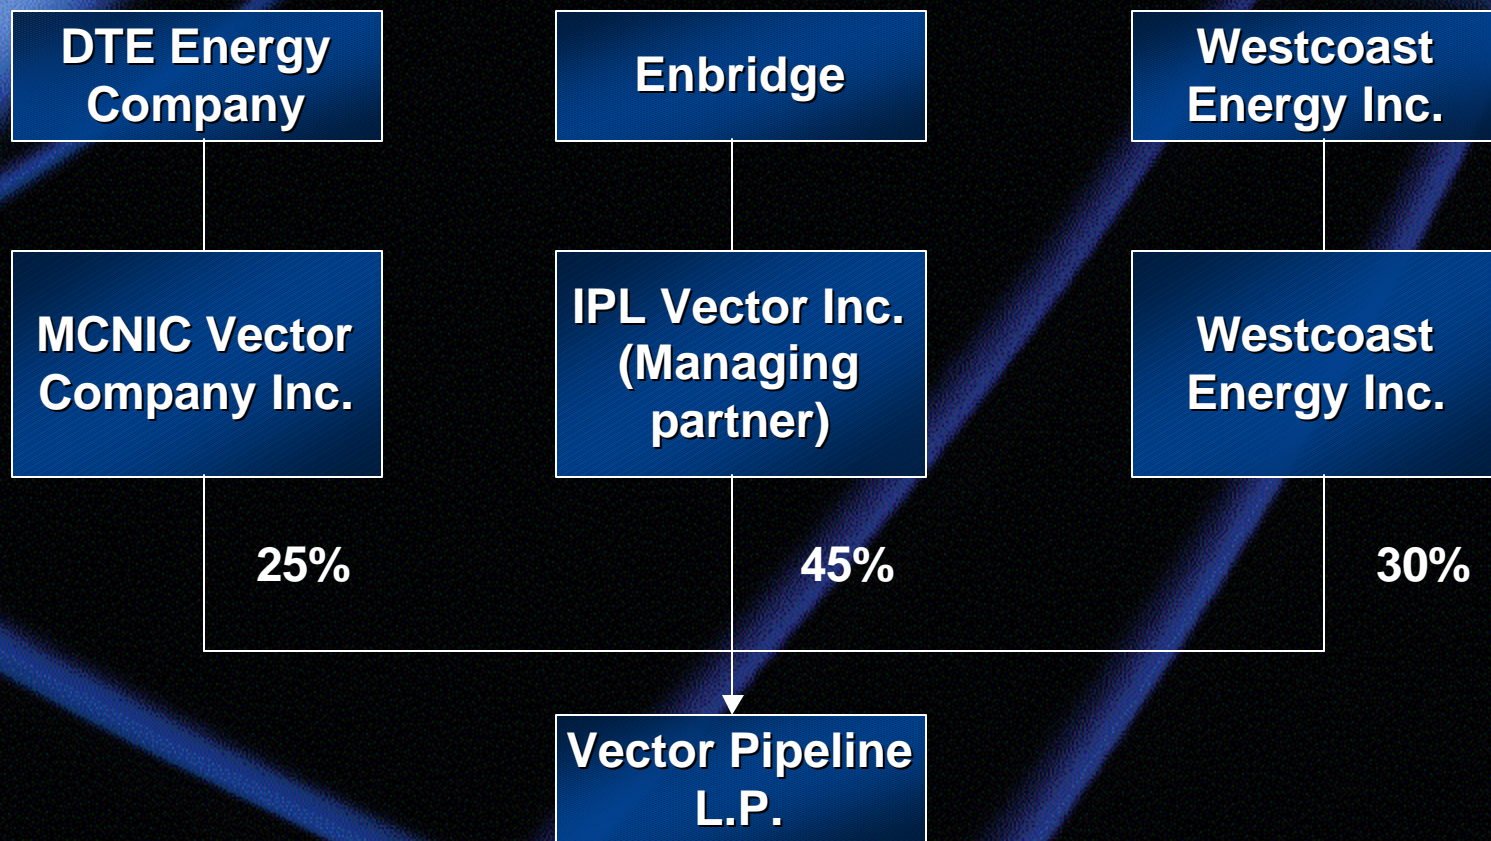 DTE Energy
Company
Enbridge
Westcoast
Energy Inc.
MCNIC Vector
Company Inc.
IPL Vector Inc.
(Managing
partner)
Westcoast
Energy Inc.
25%
45%
30%
Vector Pipeline
L.P.